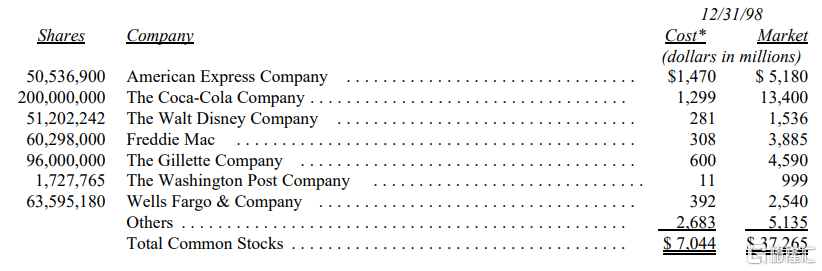 12/31/98
Shares Company Cost* Market
(dollars in millions)
50,536,900 American Express Company ................................ $1,470 $ 5,180
200,000,000 The Coca-Cola Company .................................. 1,299 13,400
51,202,242 The Walt Disney Company ................................ 281 1,536
60,298,000 Freddie Mac ........................................... 308 3,885
96,000,000 The Gillette Company .................................... 600 4,590
1,727,765 The Washington Post Company ............................. 11 999
63,595,180 Wells Fargo & Company .................................. 392 2,540
Others ................................................. 2,683 5,135
Total Common Stocks ..................................... $ 7,044 $ 37,265
格隆汇